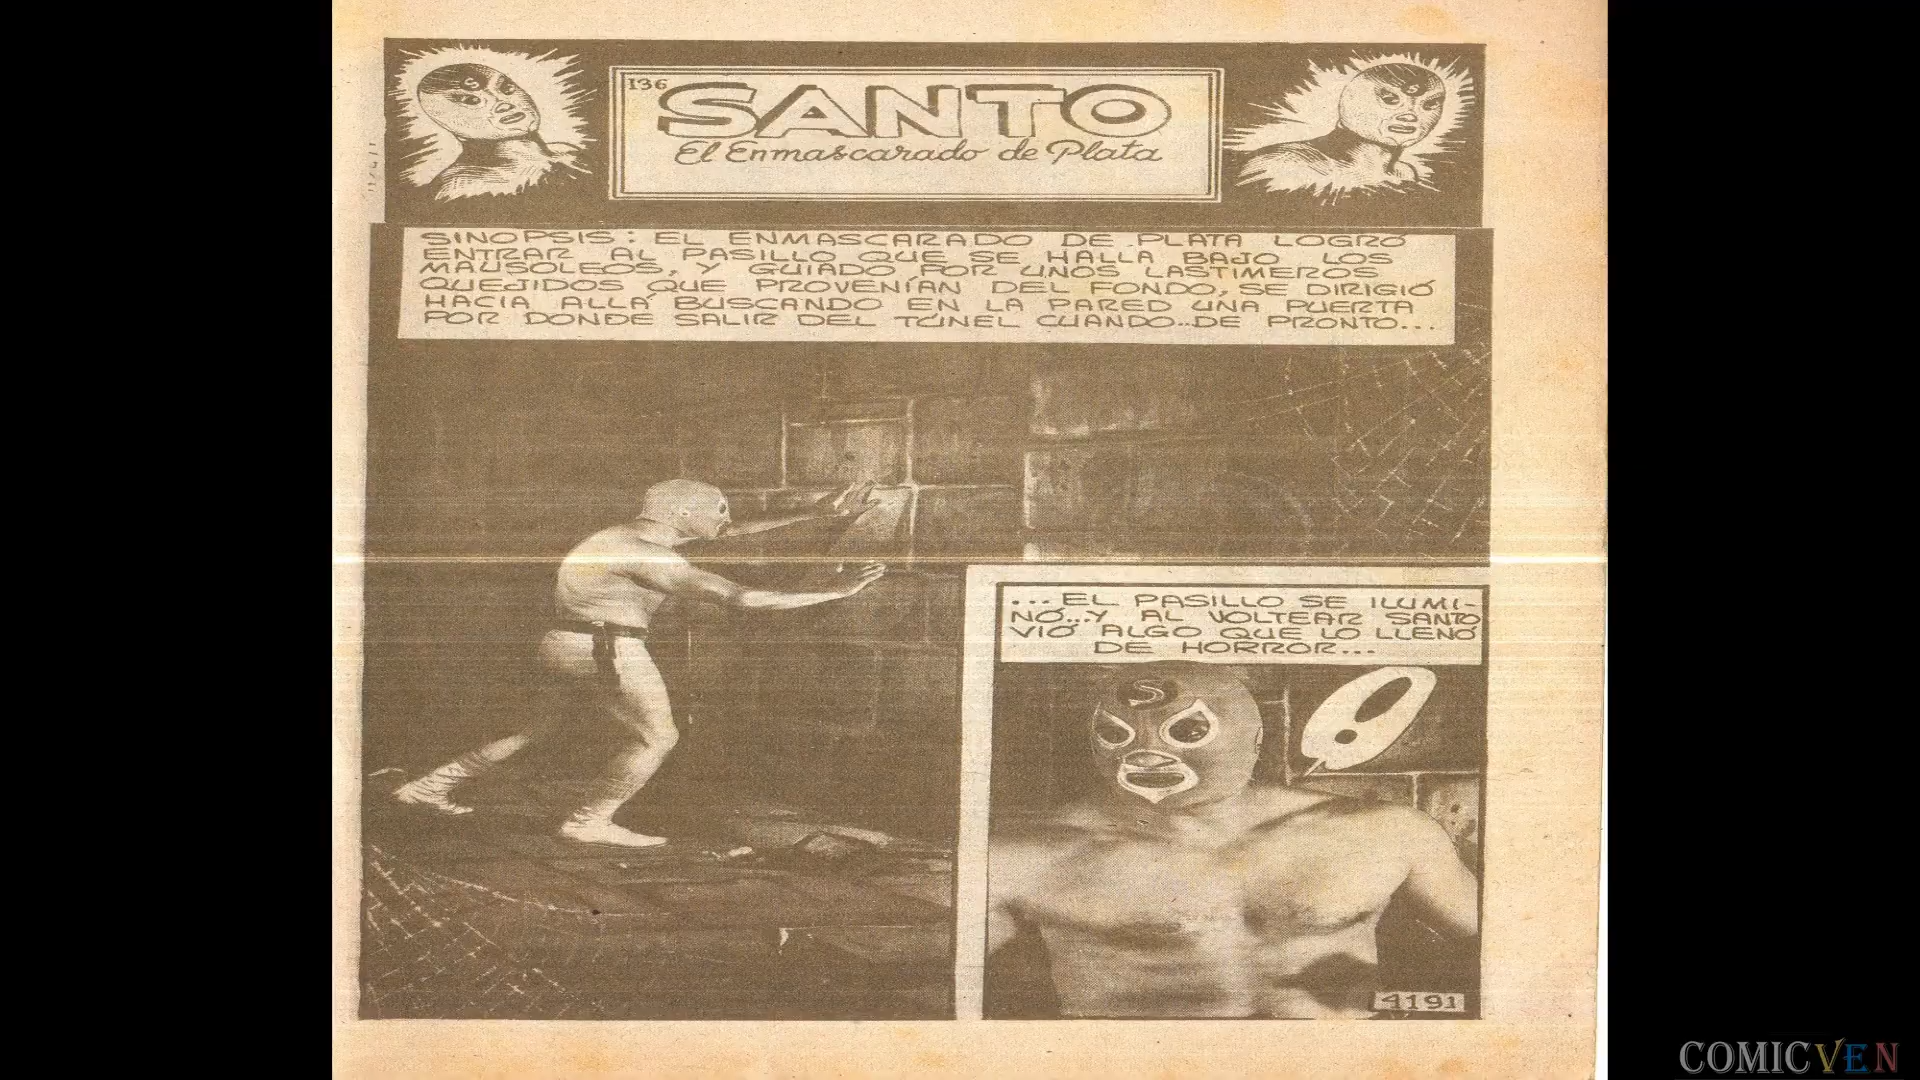 136
SANTO
El Enmascarado de Plata
SINOPSIS: EL ENMASCARADO DE PLATA LOGRÓ
ENTRAR AL PASILLO QUE SE HALLA BAJO LOS
MAUSOLEOS, Y GUIADO POR UNOS LASTIMEROS
QUEJIDOS QUE PROVENÍAN DEL FONDO, SE DIRIGIÓ
HACIA ALLÁ BUSCANDO EN LA PARED UNA PUERTA
POR DONDE SALIR DEL TÚNEL CUANDO...DE PRONTO...
...EL PASILLO SE ILUMI-
NÓ...Y AL VOLTEAR SANTO
VIÓ ALGO QUE LO LLENÓ
DE HORROR...
!
4191
COMICVEN